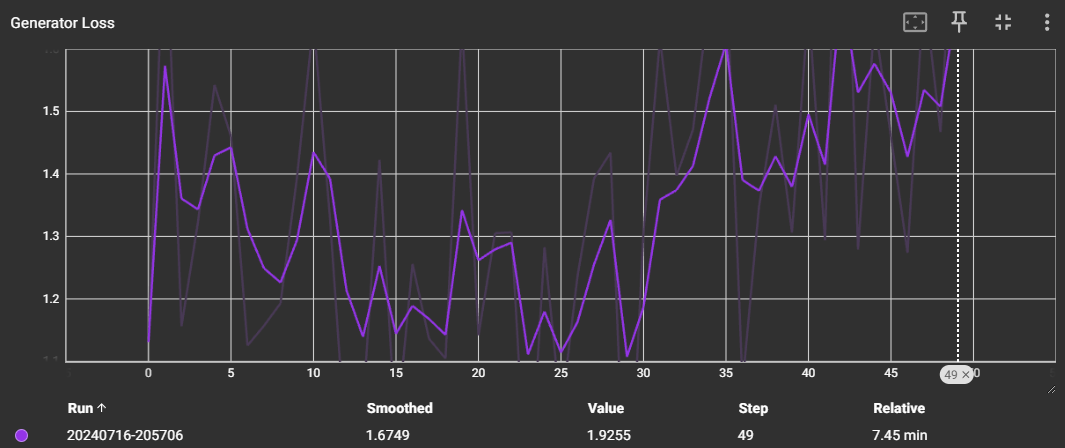 Generator Loss
1.5
1.4
1.3
1.2
0 5 10 15 20 25 30 35 40 45 49 × 0
Run ↑ Smoothed Value Step Relative
20240716-205706 1.6749 1.9255 49 7.45 min